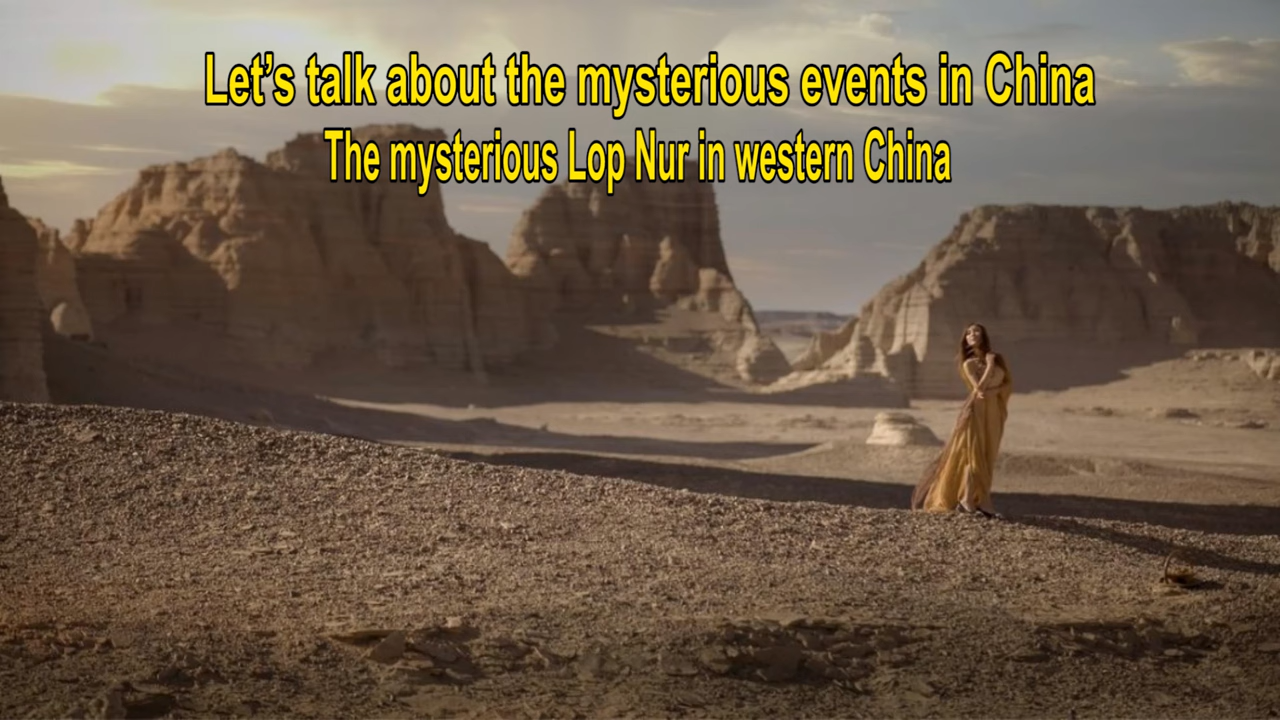 Let’s talk about the mysterious events in China
The mysterious Lop Nur in western China